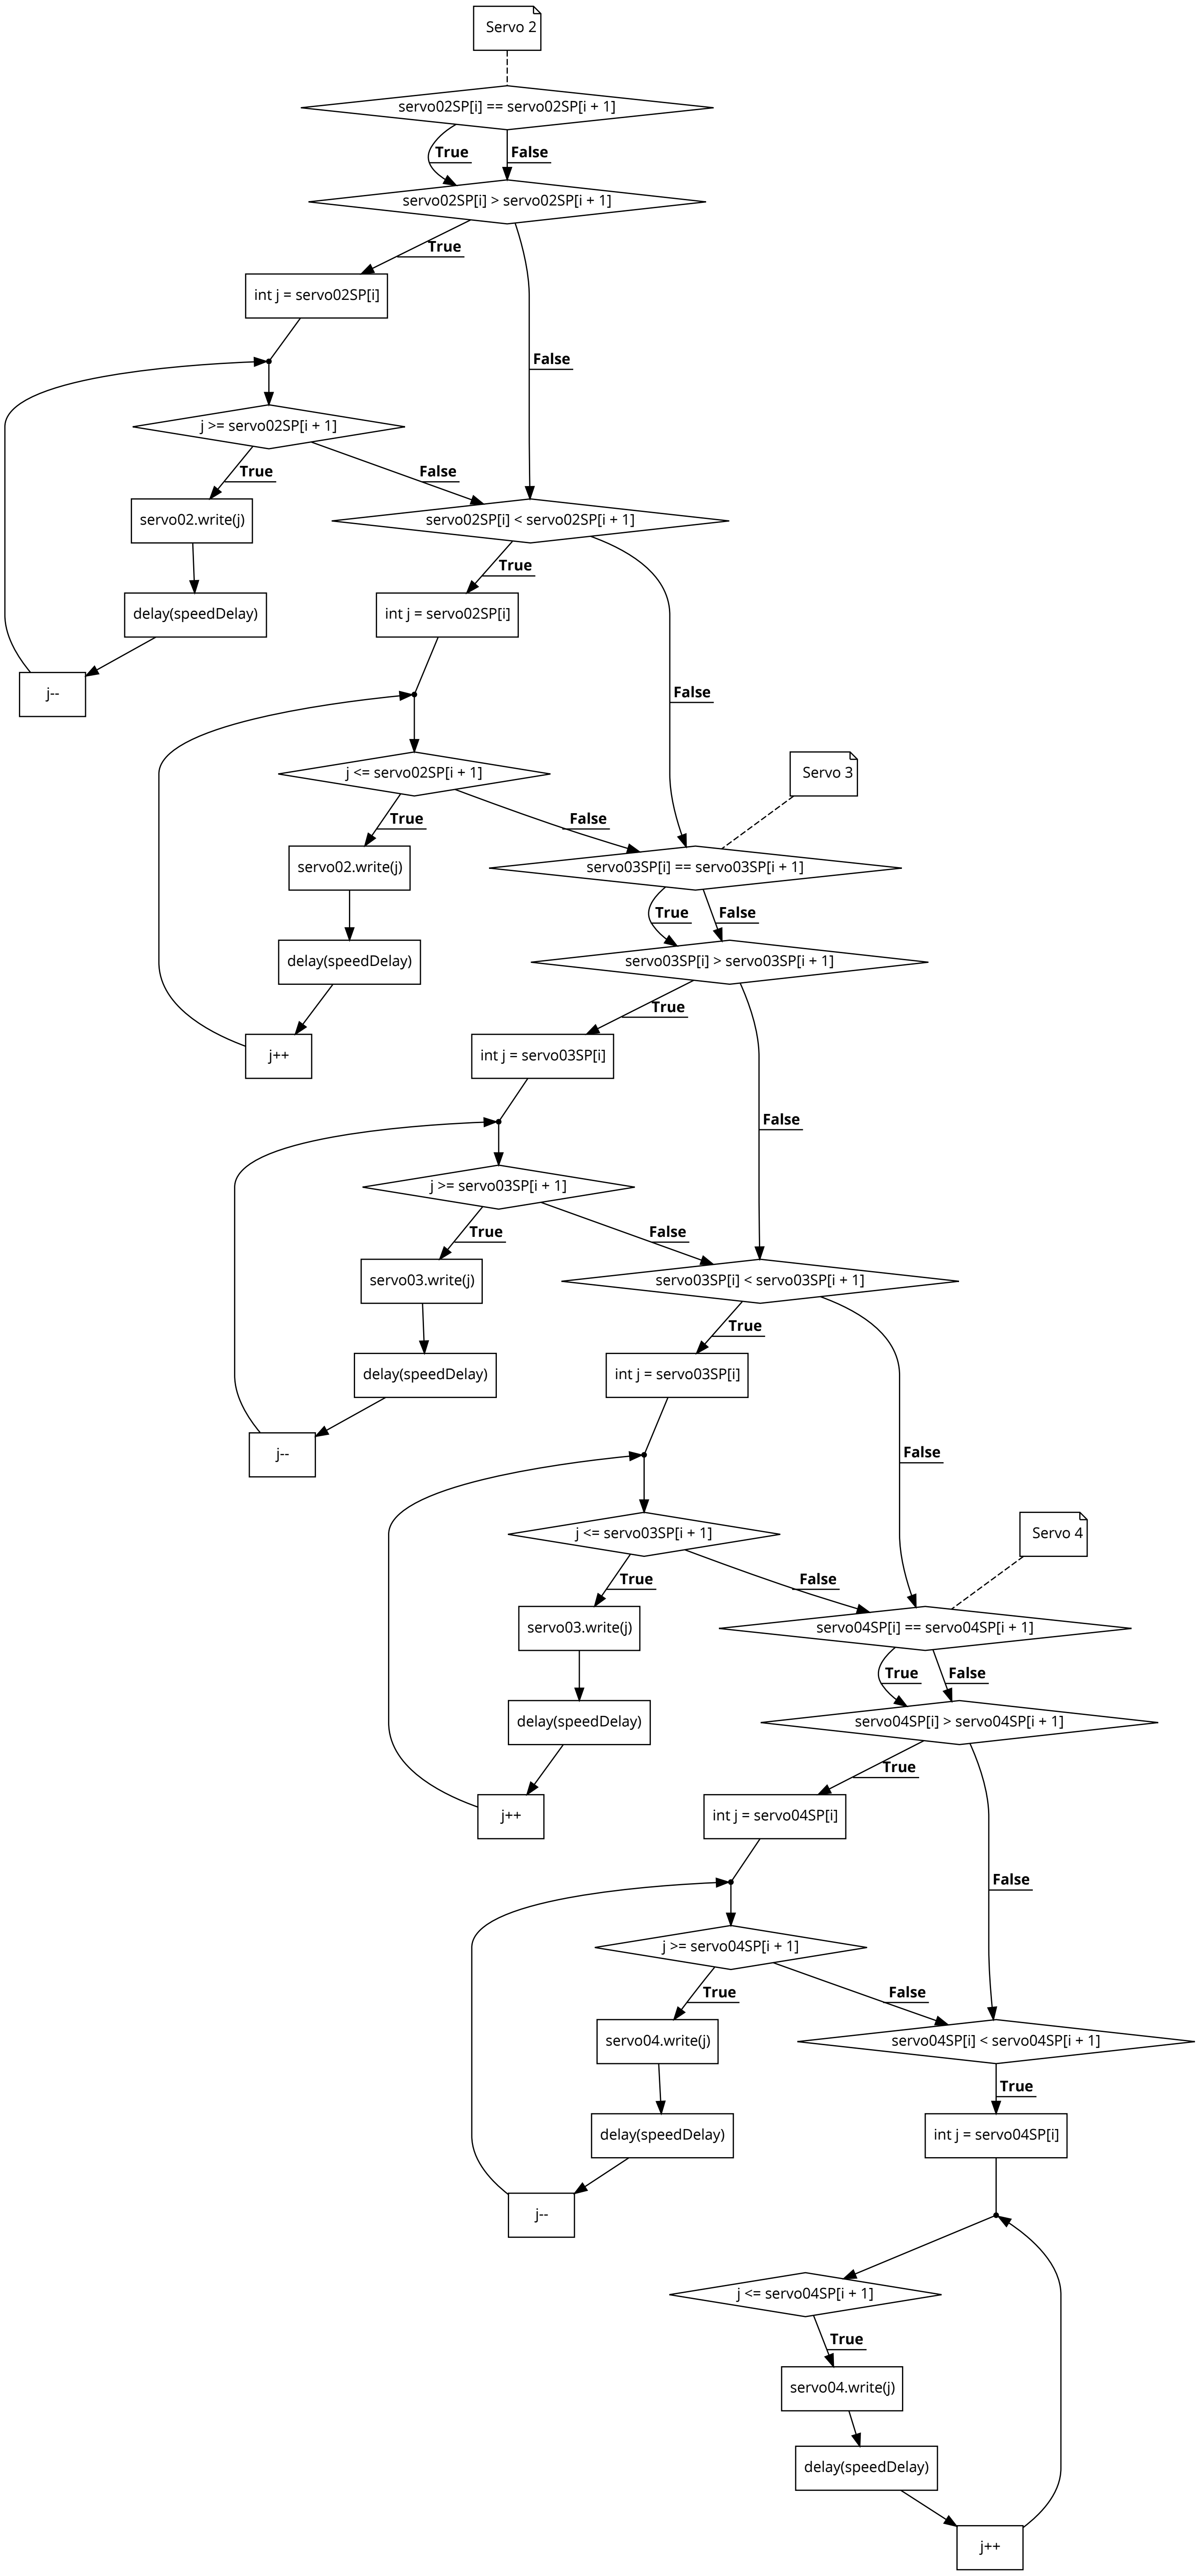 Servo 2
servo02SP[i] == servo02SP[i + 1]
True
False
servo02SP[i] > servo02SP[i + 1]
True
int j = servo02SP[i]
False
j >= servo02SP[i + 1]
True
False
servo02.write(j)
servo02SP[i] < servo02SP[i + 1]
True
delay(speedDelay)
int j = servo02SP[i]
j--
False
j <= servo02SP[i + 1]
Servo 3
True
False
servo02.write(j)
servo03SP[i] == servo03SP[i + 1]
True
False
delay(speedDelay)
servo03SP[i] > servo03SP[i + 1]
True
j++
int j = servo03SP[i]
False
j >= servo03SP[i + 1]
True
False
servo03.write(j)
servo03SP[i] < servo03SP[i + 1]
True
delay(speedDelay)
int j = servo03SP[i]
j--
False
j <= servo03SP[i + 1]
Servo 4
True
False
servo03.write(j)
servo04SP[i] == servo04SP[i + 1]
True
False
delay(speedDelay)
servo04SP[i] > servo04SP[i + 1]
True
j++
int j = servo04SP[i]
False
j >= servo04SP[i + 1]
True
False
servo04.write(j)
servo04SP[i] < servo04SP[i + 1]
True
delay(speedDelay)
int j = servo04SP[i]
j--
j <= servo04SP[i + 1]
True
servo04.write(j)
delay(speedDelay)
j++